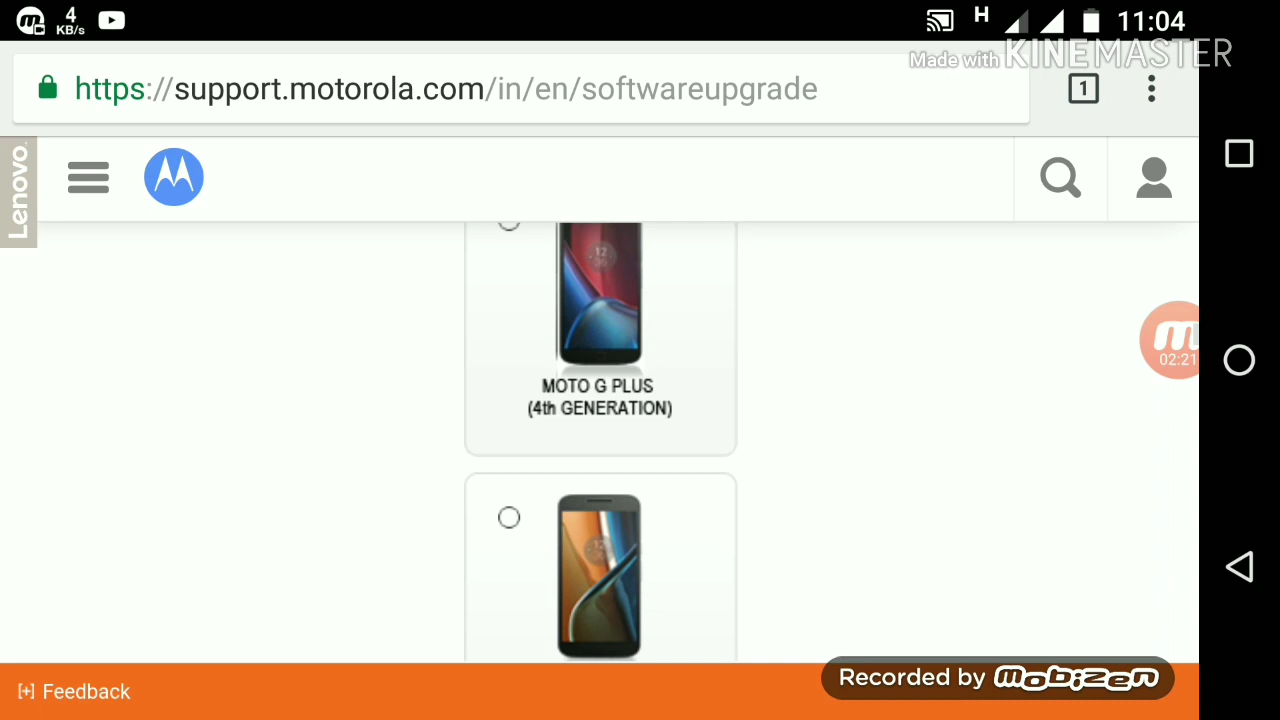 4
KB/s
H
11:04
Made with KINEMASTER
https://support.motorola.com/in/en/softwareupgrade
1
Lenovo
12
MOTO G PLUS
(4th GENERATION)
02:21
[+] Feedback
Recorded by mobizen